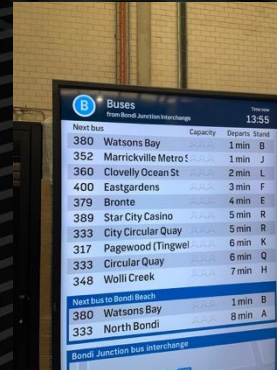 B Buses
from Bondi Junction Interchange
Time now
13:55
Next bus Capacity Departs Stand
380 Watsons Bay 1 min B
352 Marrickville Metro S 1 min J
360 Clovelly Ocean St 2 min L
400 Eastgardens 3 min F
379 Bronte 4 min E
389 Star City Casino 5 min R
333 City Circular Quay 5 min R
317 Pagewood (Tingwel 6 min K
333 Circular Quay 6 min Q
348 Wolli Creek 7 min H
Next bus to Bondi Beach
380 Watsons Bay 1 min B
333 North Bondi 8 min A
Bondi Junction bus interchange